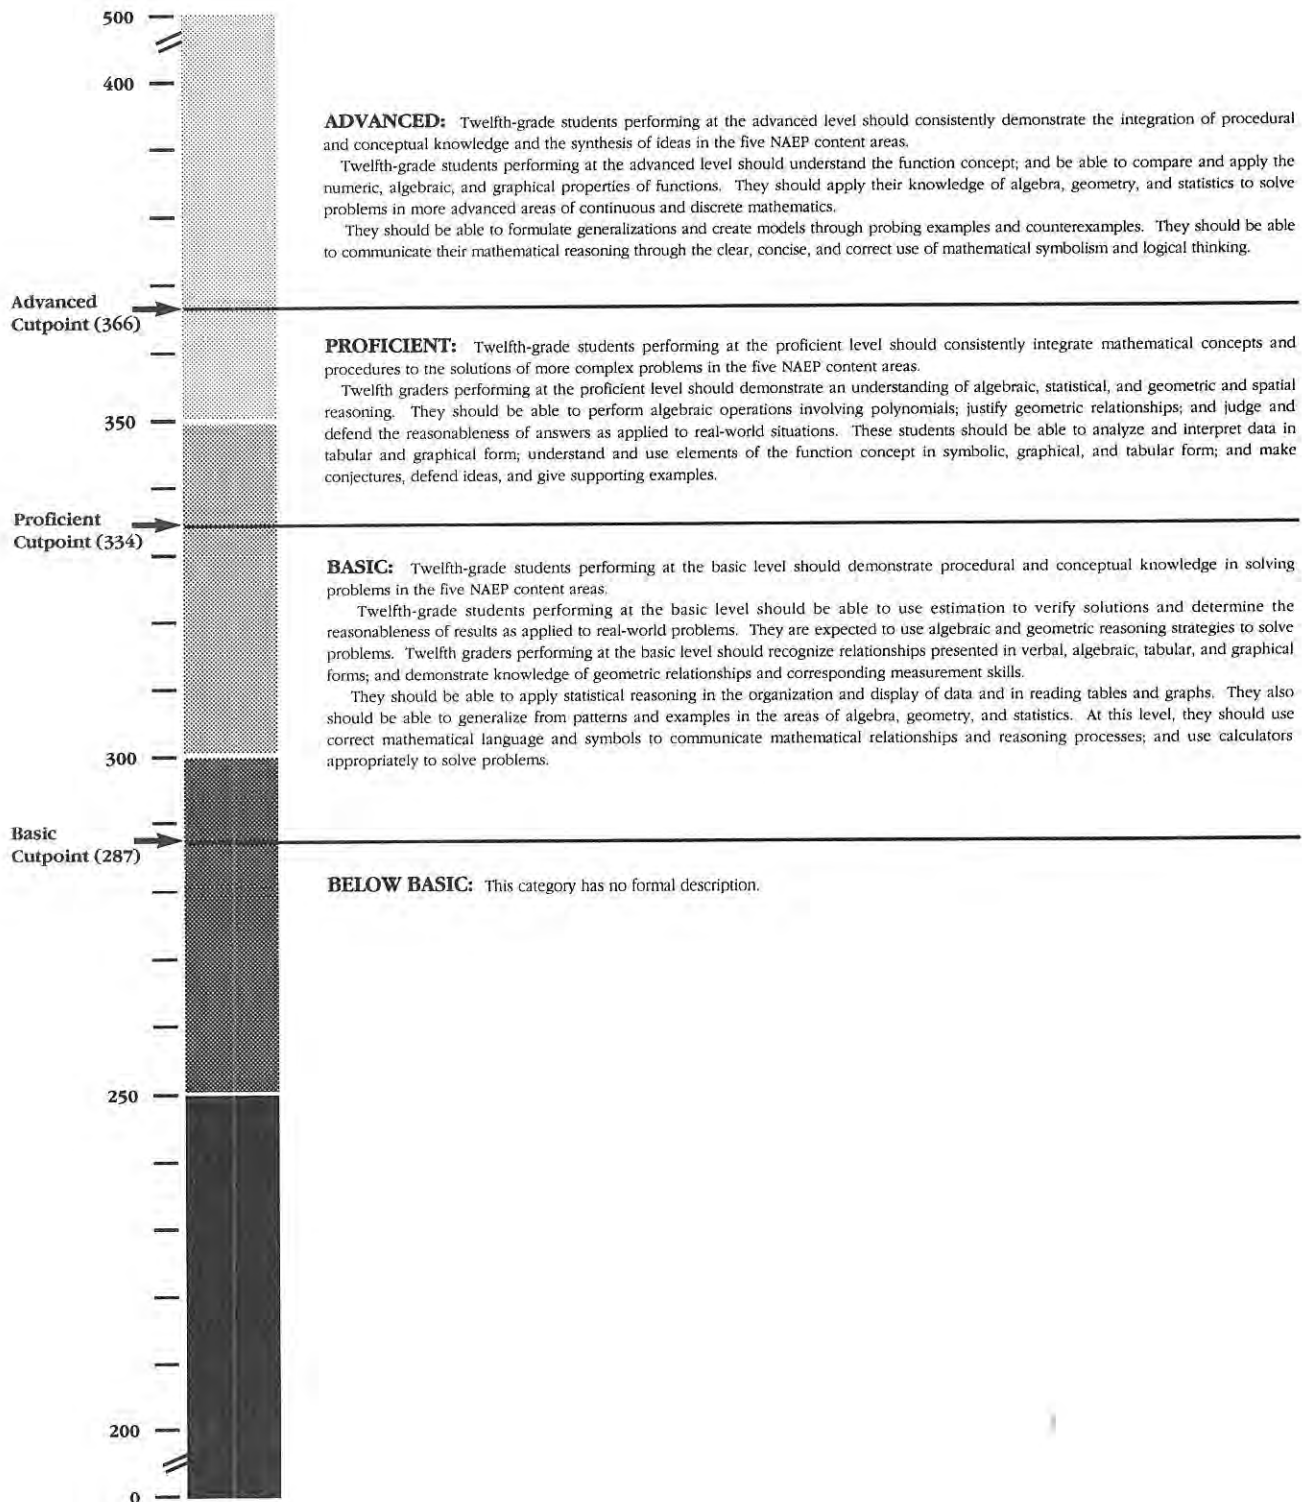 500
400
ADVANCED: Twelfth-grade students performing at the advanced level should consistently demonstrate the integration of procedural
and conceptual knowledge and the synthesis of ideas in the five NAEP content areas.
Twelfth-grade students performing at the advanced level should understand the function concept; and be able to compare and apply the
numeric, algebraic, and graphical properties of functions. They should apply their knowledge of algebra, geometry, and statistics to solve
problems in more advanced areas of continuous and discrete mathematics.
They should be able to formulate generalizations and create models through probing examples and counterexamples. They should be able
to communicate their mathematical reasoning through the clear, concise, and correct use of mathematical symbolism and logical thinking.
Advanced
Cutpoint (366)
PROFICIENT: Twelfth-grade students performing at the proficient level should consistently integrate mathematical concepts and
procedures to the solutions of more complex problems in the five NAEP content areas.
Twelfth graders performing at the proficient level should demonstrate an understanding of algebraic, statistical, and geometric and spatial
reasoning. They should be able to perform algebraic operations involving polynomials; justify geometric relationships; and judge and
defend the reasonableness of answers as applied to real-world situations. These students should be able to analyze and interpret data in
tabular and graphical form; understand and use elements of the function concept in symbolic, graphical, and tabular form; and make
conjectures, defend ideas, and give supporting examples.
350
Proficient
Cutpoint (334)
BASIC: Twelfth-grade students performing at the basic level should demonstrate procedural and conceptual knowledge in solving
problems in the five NAEP content areas.
Twelfth-grade students performing at the basic level should be able to use estimation to verify solutions and determine the
reasonableness of results as applied to real-world problems. They are expected to use algebraic and geometric reasoning strategies to solve
problems. Twelfth graders performing at the basic level should recognize relationships presented in verbal, algebraic, tabular, and graphical
forms; and demonstrate knowledge of geometric relationships and corresponding measurement skills.
They should be able to apply statistical reasoning in the organization and display of data and in reading tables and graphs. They also
should be able to generalize from patterns and examples in the areas of algebra, geometry, and statistics. At this level, they should use
correct mathematical language and symbols to communicate mathematical relationships and reasoning processes; and use calculators
appropriately to solve problems.
300
Basic
Cutpoint (287)
BELOW BASIC: This category has no formal description.
250
200
0